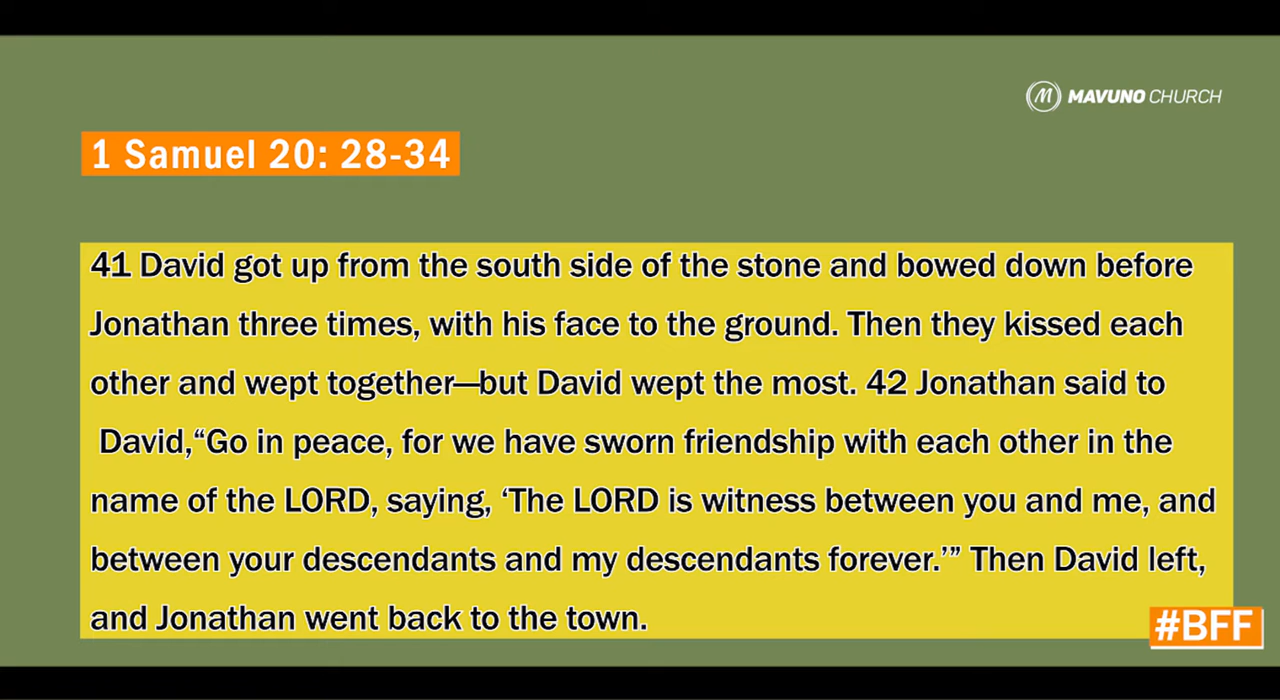 MAVUNO CHURCH
1 Samuel 20: 28-34
41 David got up from the south side of the stone and bowed down before
Jonathan three times, with his face to the ground. Then they kissed each
other and wept together—but David wept the most. 42 Jonathan said to
David,“Go in peace, for we have sworn friendship with each other in the
name of the LORD, saying, ‘The LORD is witness between you and me, and
between your descendants and my descendants forever.’” Then David left,
and Jonathan went back to the town.
#BFF